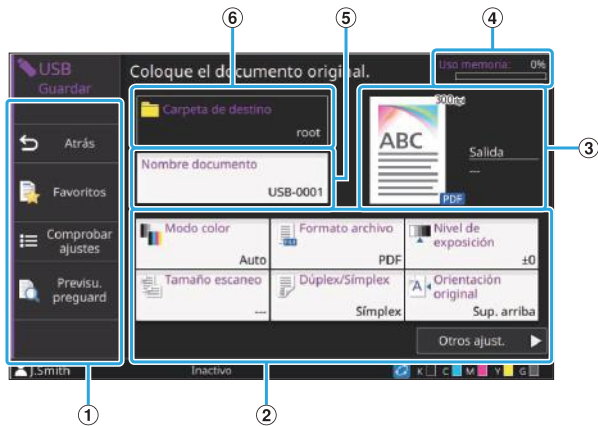 6
5
4
USB
Guardar
Coloque el documento original.
Uso memoria:
0%
Carpeta de destino
root
Nombre documento
USB-0001
300dpi
ABC
PDF
Salida
---
3
Atrás
Favoritos
Comprobar
ajustes
Previsu.
preguard
Modo color
Auto
Formato archivo
PDF
Nivel de
exposición
±0
Tamaño escaneo
---
Dúplex/Símplex
Símplex
A
Orientación
original
Sup. arriba
Otros ajust.
J.Smith
Inactivo
K C M Y G
1
2